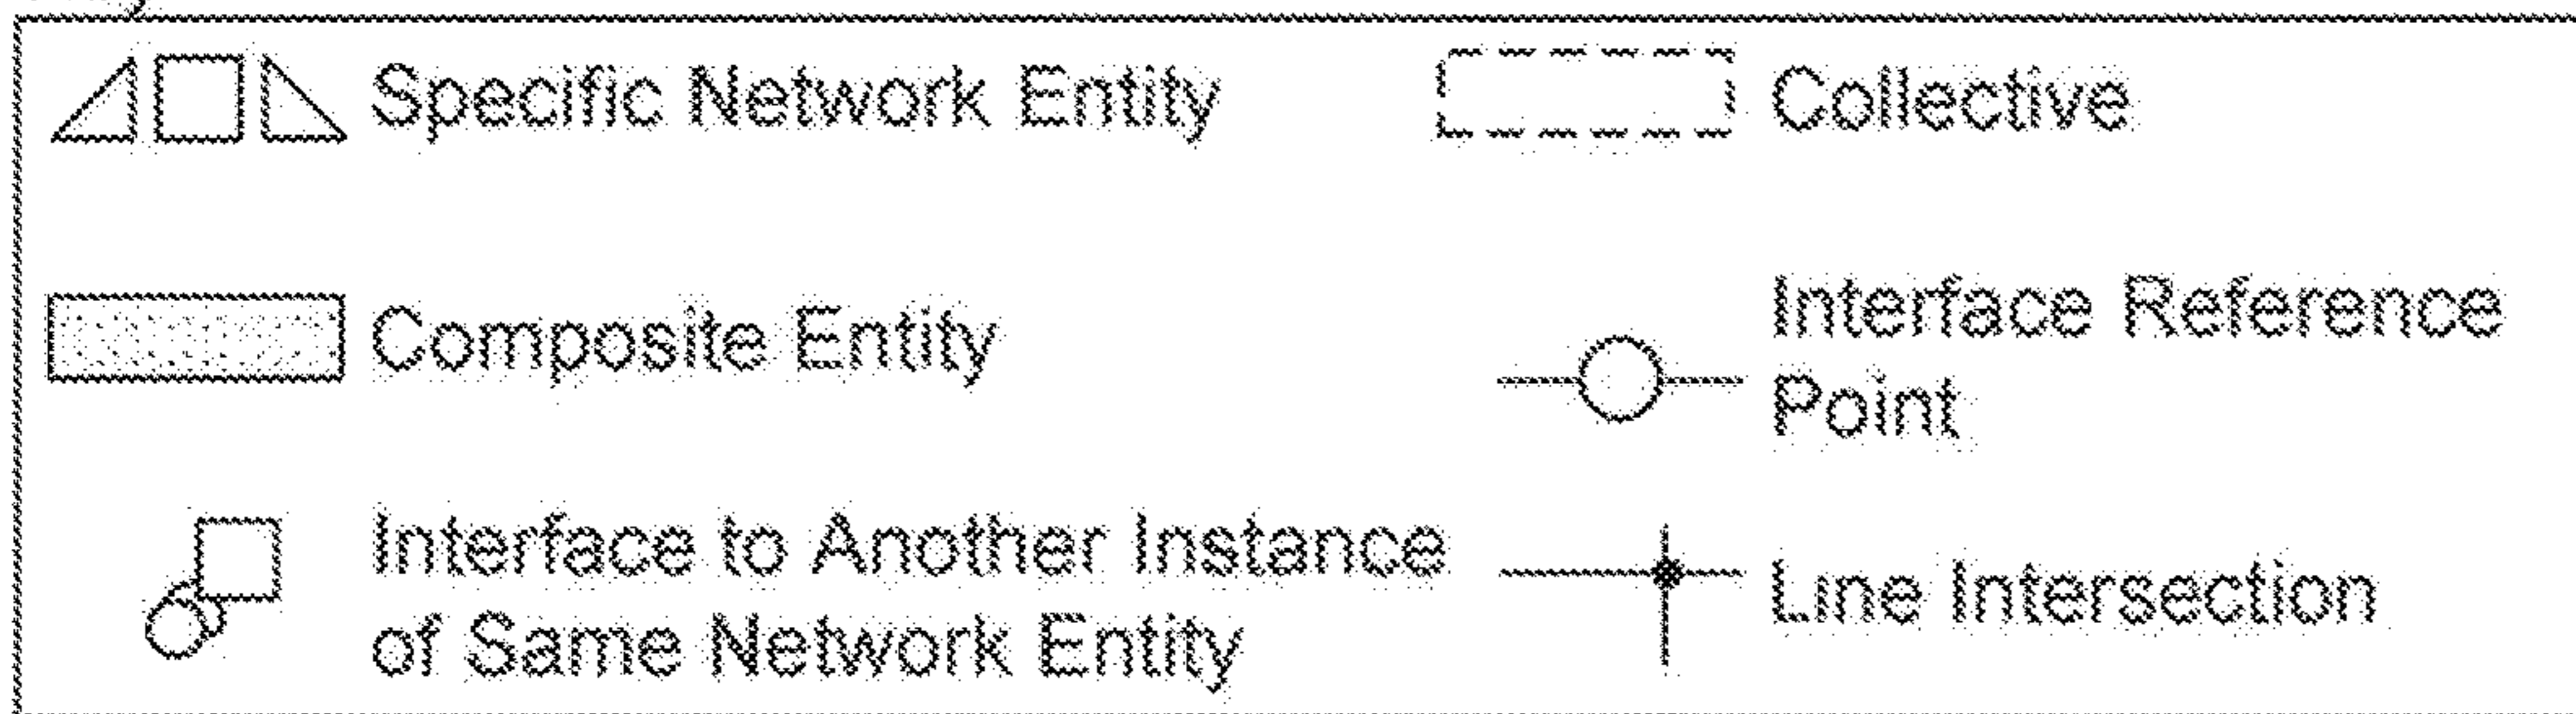 Specific Network Entity
Collective
Composite Entity
Interface Reference
Point
Interface to Another Instance
of Same Network Entity
Line Intersection